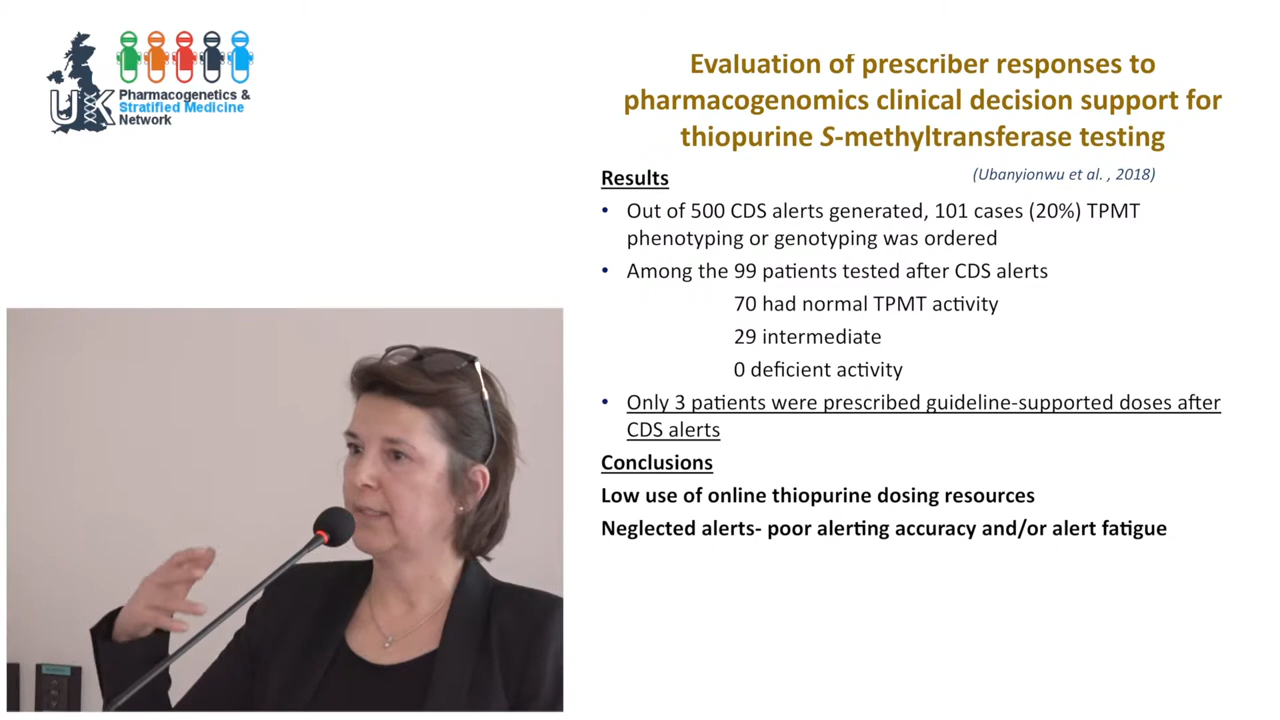 UK
Pharmacogenetics &
Stratified Medicine
Network
Evaluation of prescriber responses to
pharmacogenomics clinical decision support for
thiopurine S-methyltransferase testing
(Ubanyionwu et al. , 2018)
Results
• Out of 500 CDS alerts generated, 101 cases (20%) TPMT
phenotyping or genotyping was ordered
• Among the 99 patients tested after CDS alerts
70 had normal TPMT activity
29 intermediate
0 deficient activity
• Only 3 patients were prescribed guideline-supported doses after
CDS alerts
Conclusions
Low use of online thiopurine dosing resources
Neglected alerts- poor alerting accuracy and/or alert fatigue